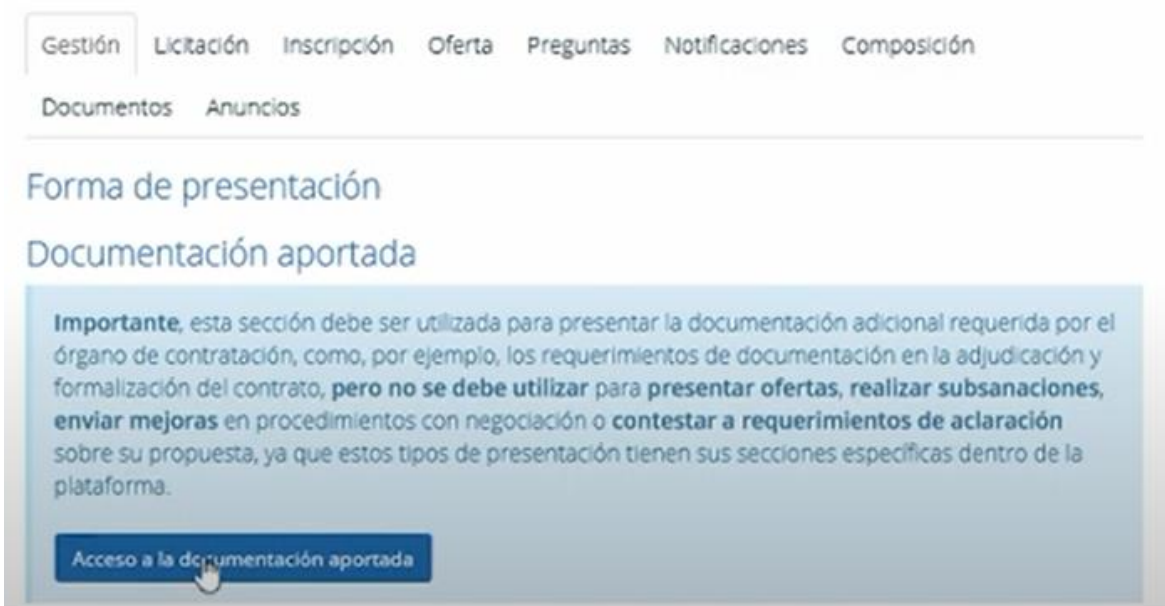 Gestión Licitación Inscripción Oferta Preguntas Notificaciones Composición
Documentos Anuncios
Forma de presentación
Documentación aportada
Importante, esta sección debe ser utilizada para presentar la documentación adicional requerida por el
órgano de contratación, como, por ejemplo, los requerimientos de documentación en la adjudicación y
formalización del contrato, pero no se debe utilizar para presentar ofertas, realizar subsanaciones,
enviar mejoras en procedimientos con negociación o contestar a requerimientos de aclaración
sobre su propuesta, ya que estos tipos de presentación tienen sus secciones específicas dentro de la
plataforma.
Acceso a la documentación aportada